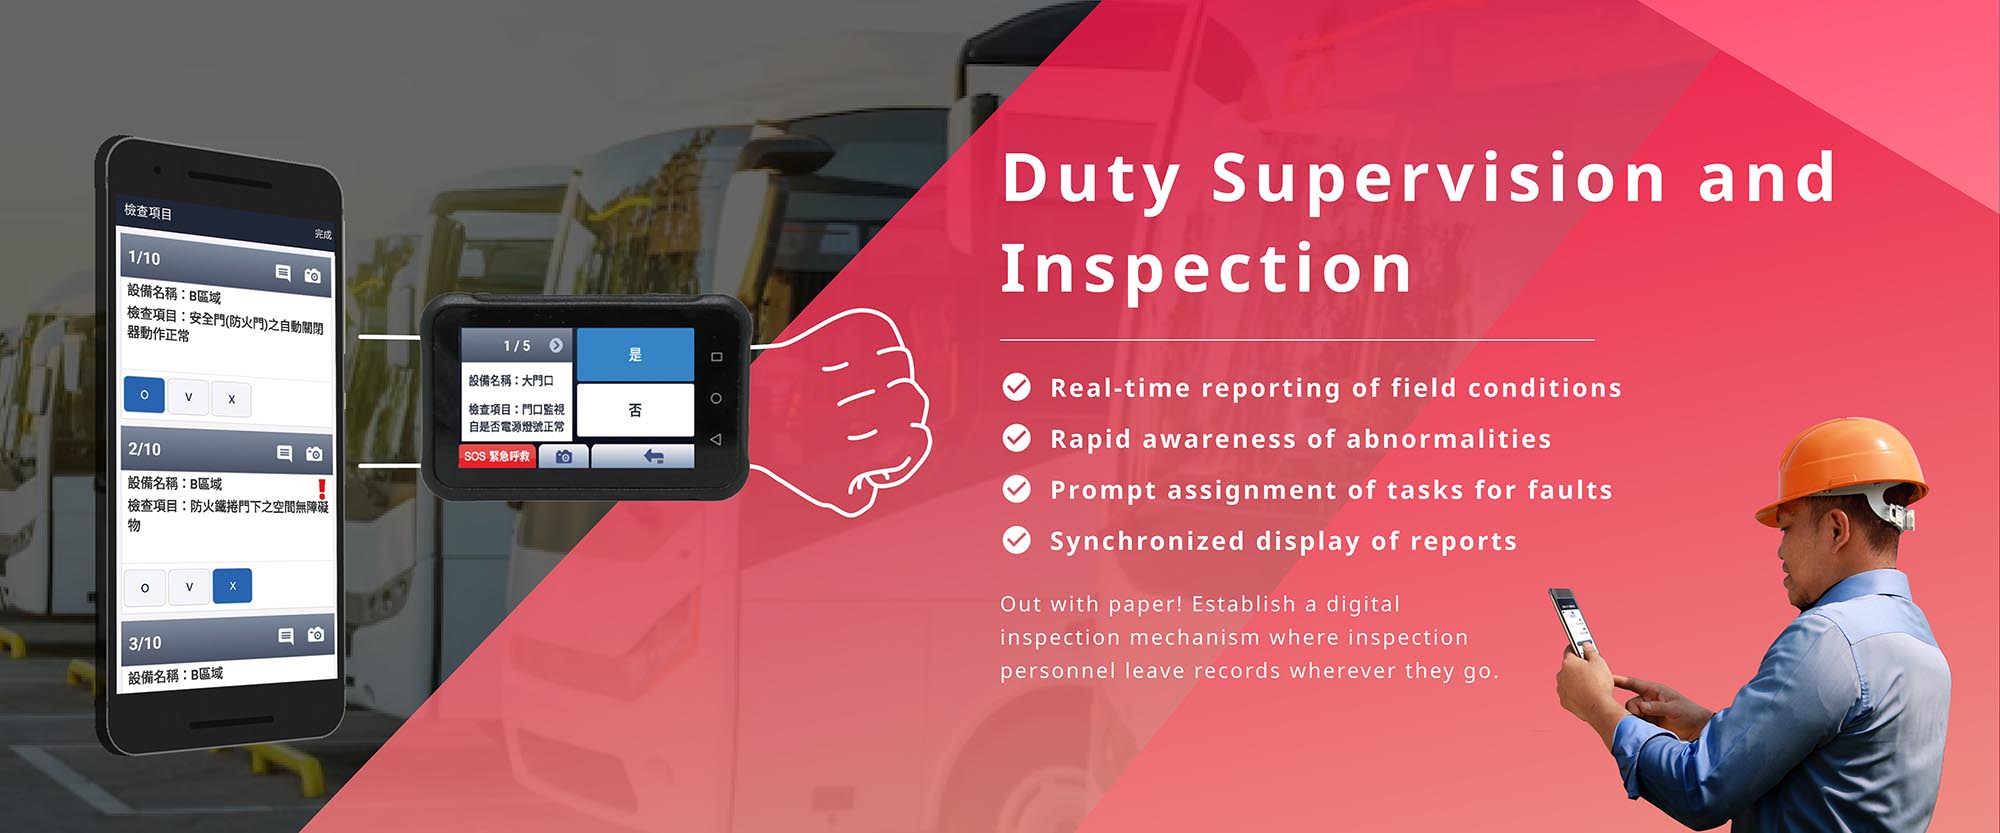 檢查項目
完成
1/10
設備名稱：B區域
檢查項目：安全門(防火門)之自動關閉
器動作正常
O V X
2/10
設備名稱：B區域
檢查項目：防火鐵捲門下之空間無障礙
物
O V X
3/10
設備名稱：B區域
1 / 5
設備名稱：大門口
檢查項目：門口監視
自是否電源燈號正常
是
否
SOS 緊急呼救
Duty Supervision and
Inspection
Real-time reporting of field conditions
Rapid awareness of abnormalities
Prompt assignment of tasks for faults
Synchronized display of reports
Out with paper! Establish a digital
inspection mechanism where inspection
personnel leave records wherever they go.